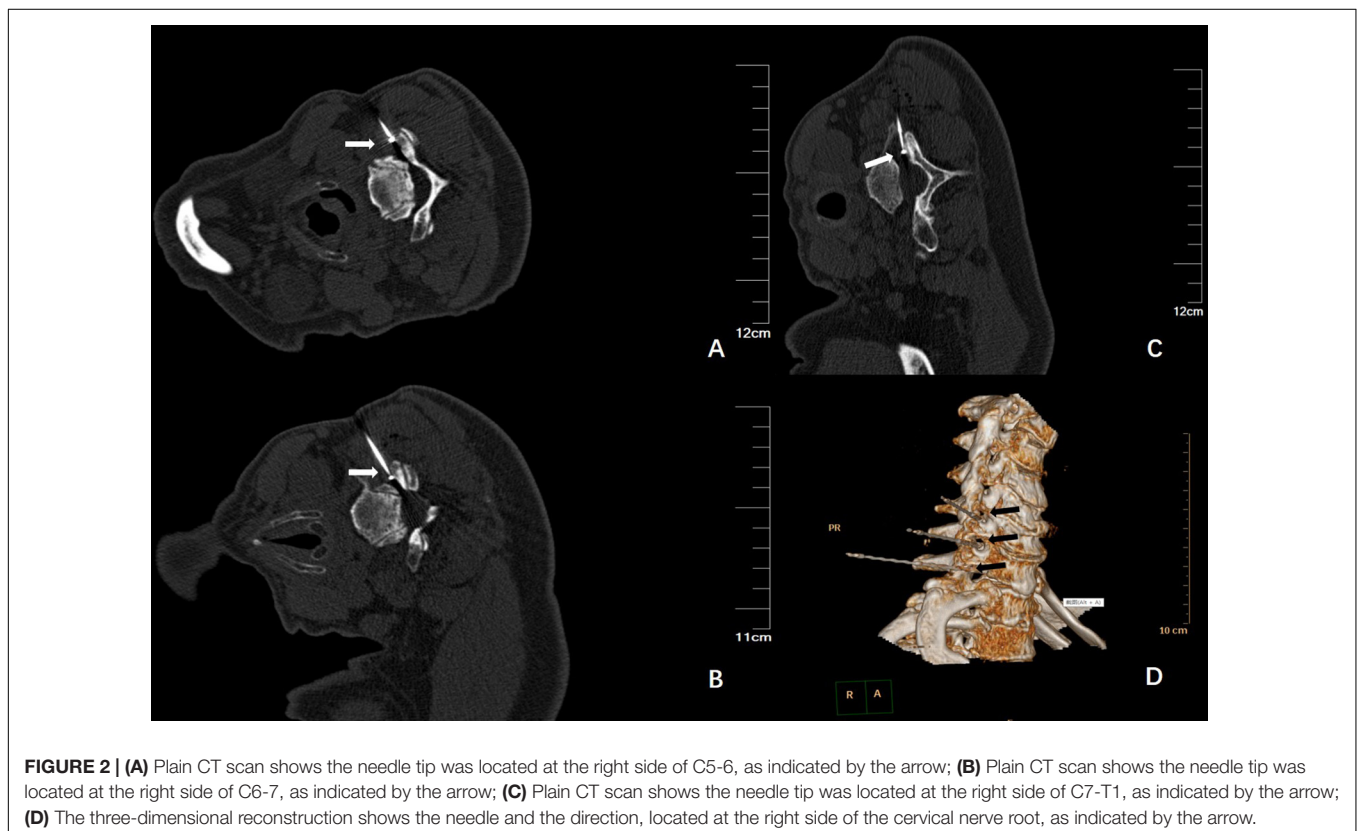 12cm
A
12cm
C
11cm
B
PR
10 cm
D
R A
FIGURE 2 | (A) Plain CT scan shows the needle tip was located at the right side of C5-6, as indicated by the arrow; (B) Plain CT scan shows the needle tip was
located at the right side of C6-7, as indicated by the arrow; (C) Plain CT scan shows the needle tip was located at the right side of C7-T1, as indicated by the arrow;
(D) The three-dimensional reconstruction shows the needle and the direction, located at the right side of the cervical nerve root, as indicated by the arrow.